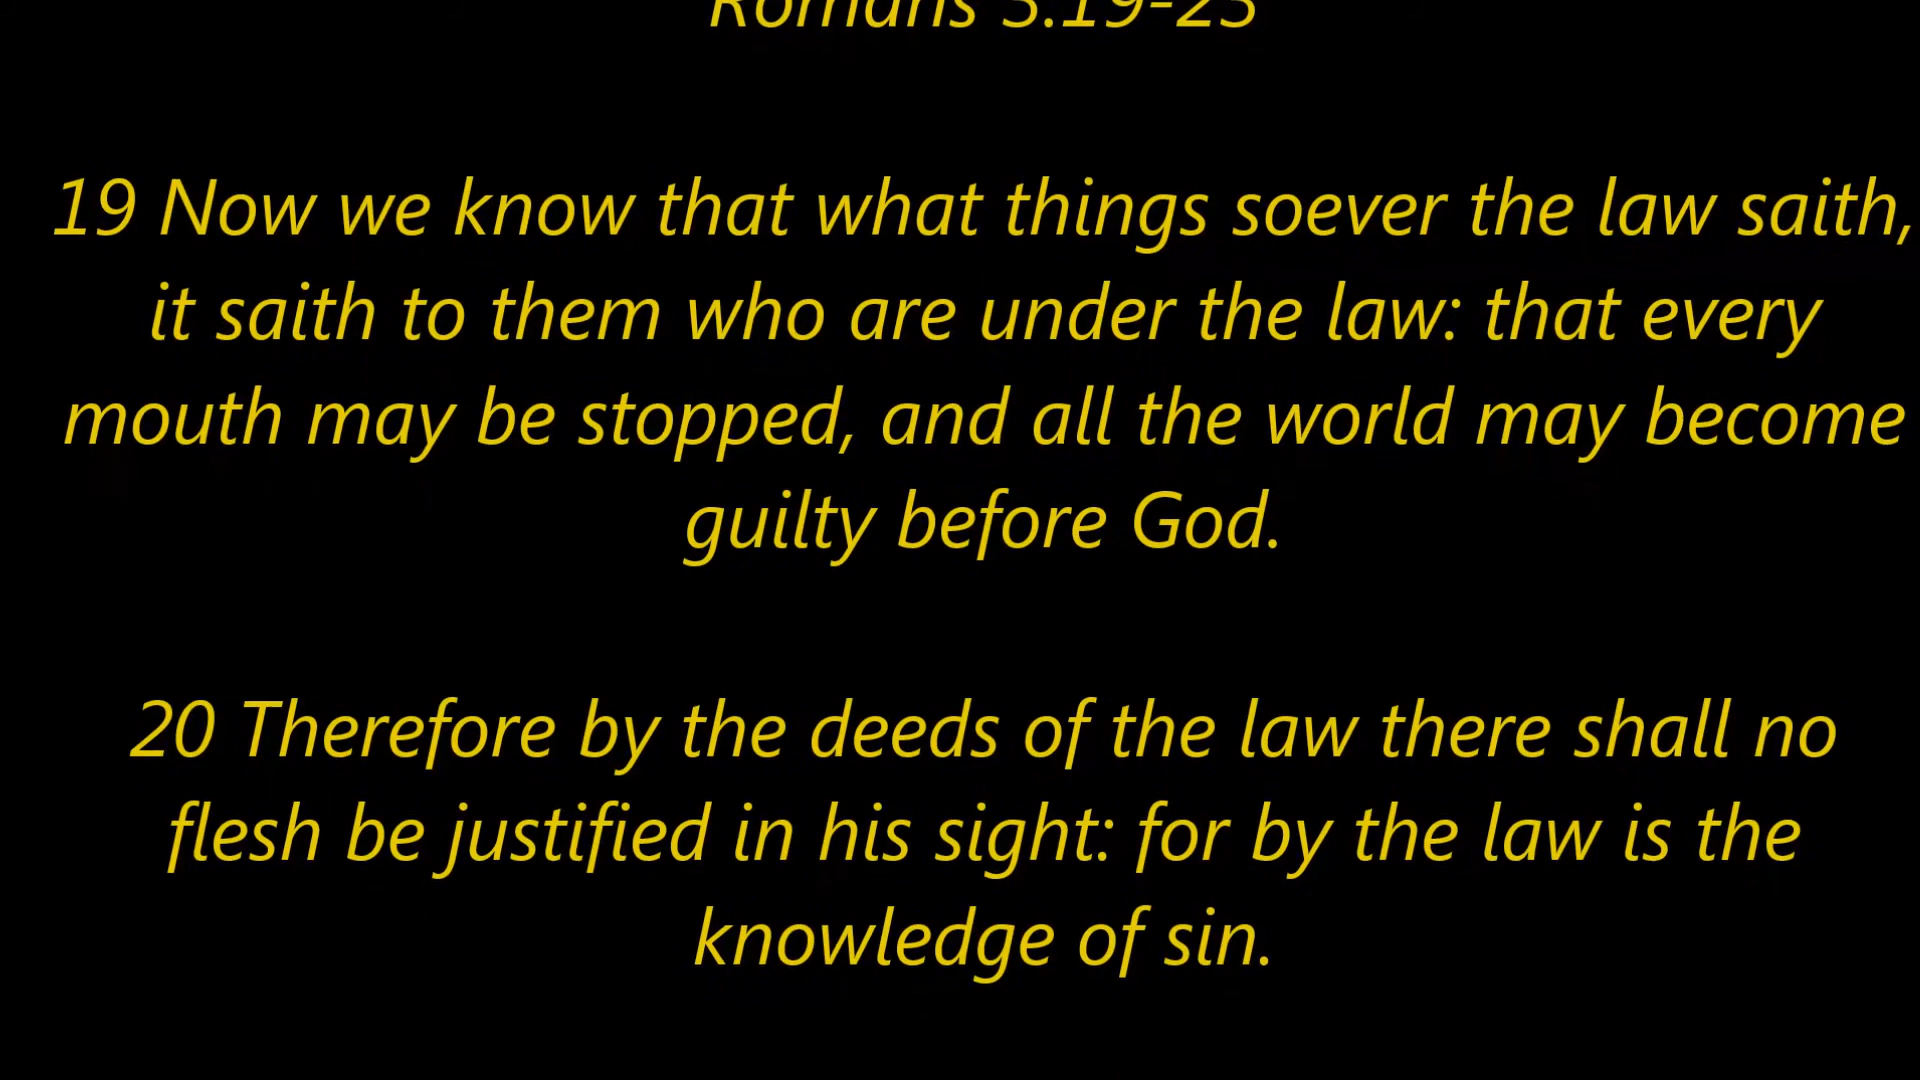 Romans 3:19-23
19 Now we know that what things soever the law saith,
it saith to them who are under the law: that every
mouth may be stopped, and all the world may become
guilty before God.
20 Therefore by the deeds of the law there shall no
flesh be justified in his sight: for by the law is the
knowledge of sin.